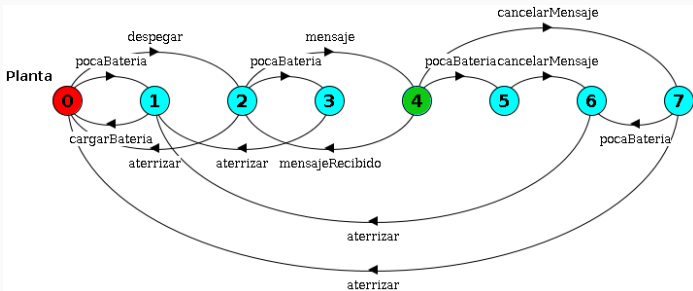 cancelarMensaje
despegar
mensaje
pocaBateria
pocaBateria
pocaBateria
cancelarMensaje
Planta
0
1
2
3
4
5
6
7
cargarBateria
pocaBateria
aterrizar
aterrizar
mensajeRecibido
aterrizar
aterrizar